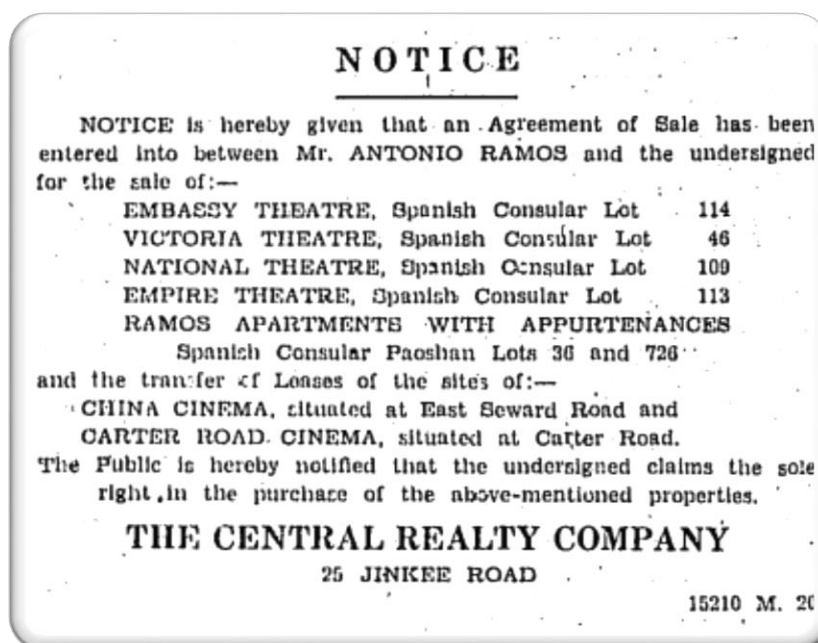 NOTICE
NOTICE is hereby given that an Agreement of Sale has been
entered into between Mr. ANTONIO RAMOS and the undersigned
for the sale of:—
EMBASSY THEATRE, Spanish Consular Lot 114
VICTORIA THEATRE, Spanish Consular Lot 46
NATIONAL THEATRE, Spanish Consular Lot 109
EMPIRE THEATRE, Spanish Consular Lot 113
RAMOS APARTMENTS WITH APPURTENANCES
Spanish Consular Paoshan Lots 36 and 726
and the transfer of Leases of the sites of:—
CHINA CINEMA, situated at East Seward Road and
CARTER ROAD CINEMA, situated at Carter Road.
The Public is hereby notified that the undersigned claims the sole
right in the purchase of the above-mentioned properties.
THE CENTRAL REALTY COMPANY
25 JINKEE ROAD
15210 M. 20